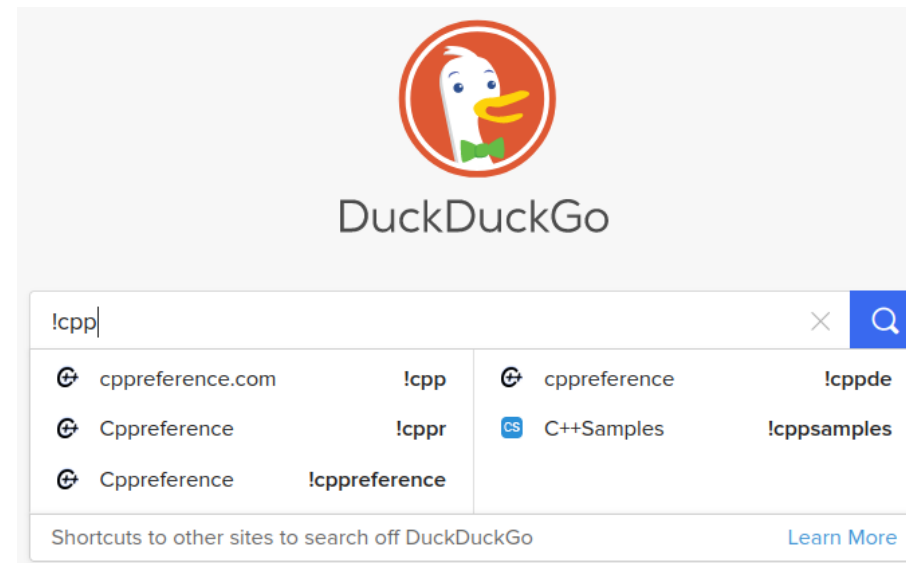 DuckDuckGo
!cpp
cppreference.com !cpp
cppreference !cppde
Cppreference !cppr
CS C++Samples !cppsamples
Cppreference !cppreference
Shortcuts to other sites to search off DuckDuckGo Learn More